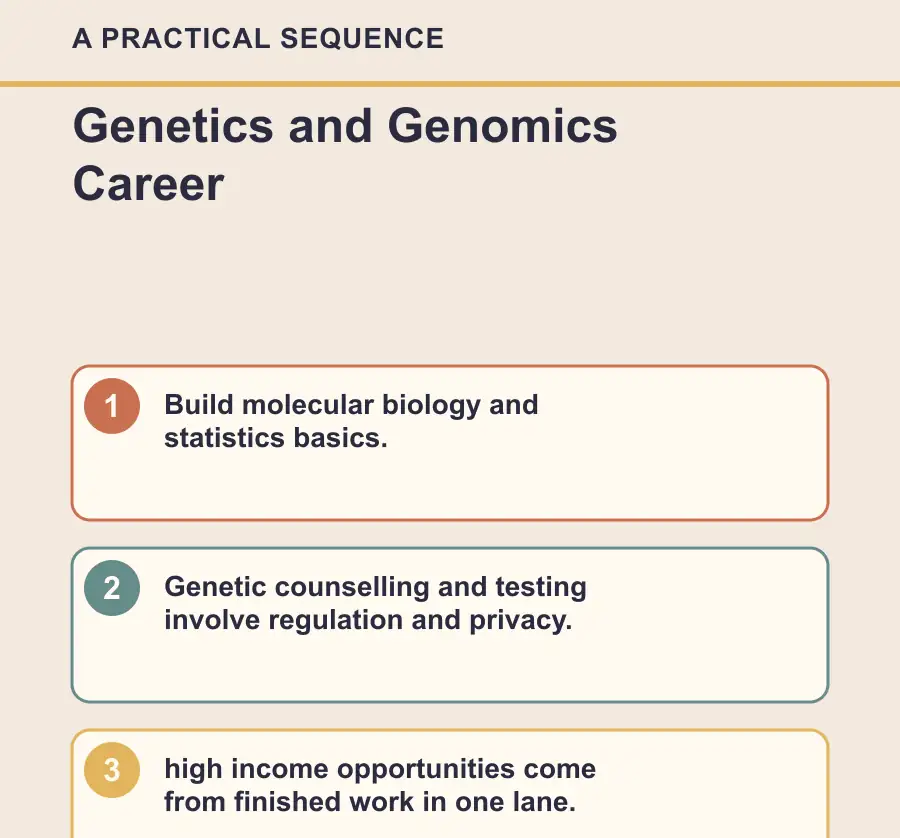 A PRACTICAL SEQUENCE
Genetics and Genomics
Career
1
Build molecular biology and
statistics basics.
2
Genetic counselling and testing
involve regulation and privacy.
3
high income opportunities come
from finished work in one lane.